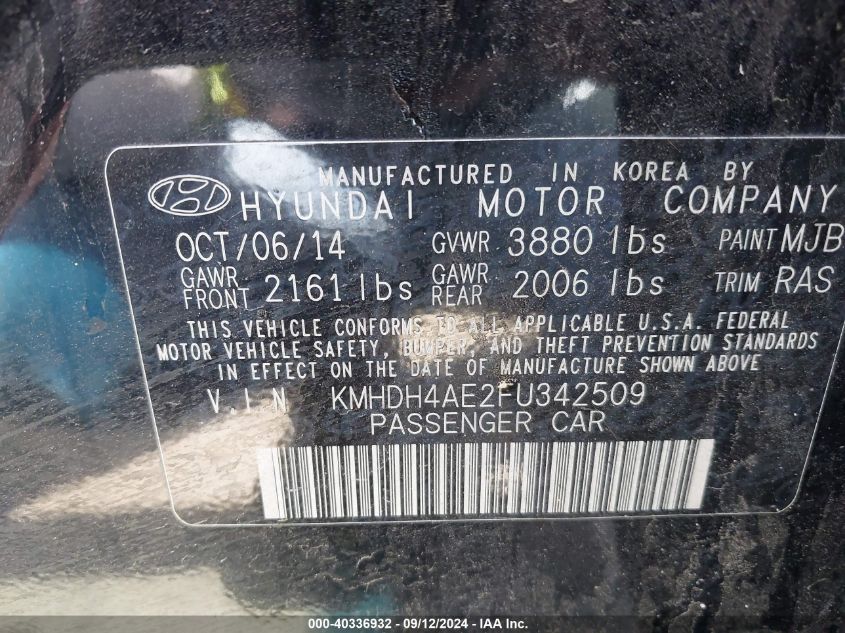 MANUFACTURED IN KOREA BY
HYUNDAI MOTOR COMPANY
OCT/06/14 GVWR 3880 lbs PAINT MJB
GAWR FRONT 2161 lbs GAWR REAR 2006 lbs TRIM RAS
THIS VEHICLE CONFORMS TO ALL APPLICABLE U.S.A. FEDERAL
MOTOR VEHICLE SAFETY, BUMPER, AND THEFT PREVENTION STANDARDS
IN EFFECT ON THE DATE OF MANUFACTURE SHOWN ABOVE
V.I.N KMHDH4AE2FU342509
PASSENGER CAR
000-40336932 - 09/12/2024 - IAA, Inc.